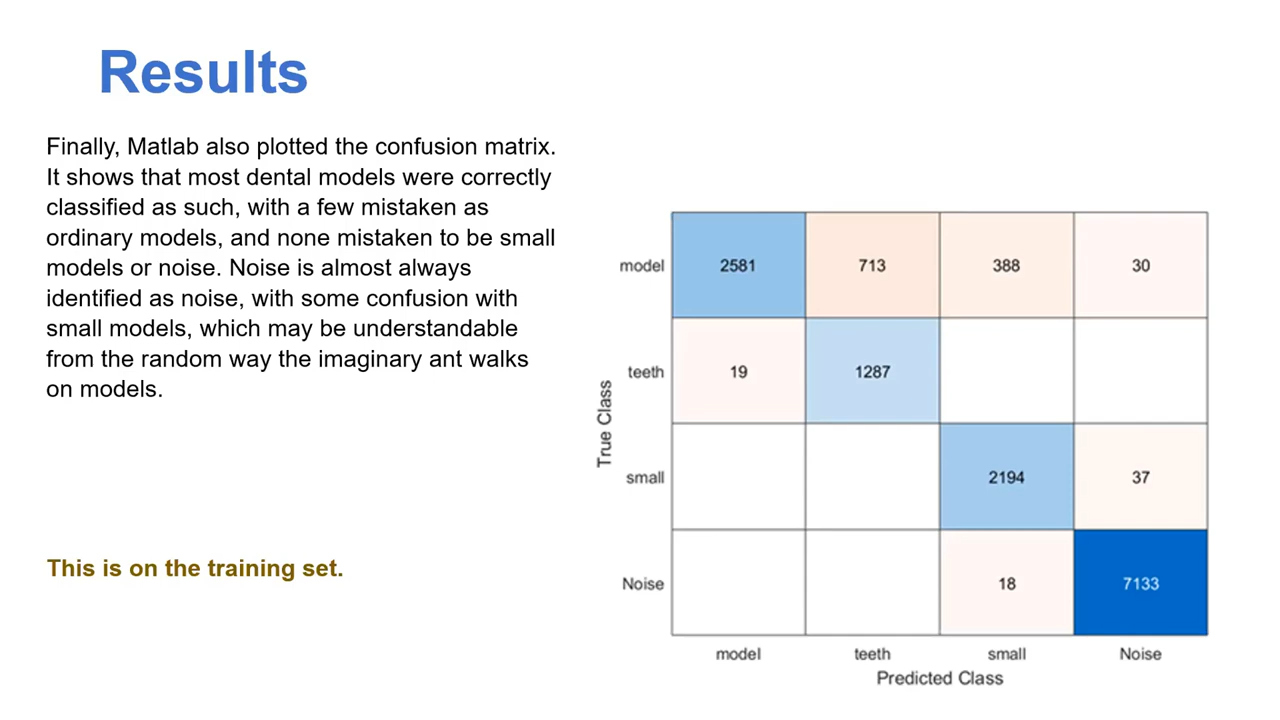 Results
Finally, Matlab also plotted the confusion matrix.
It shows that most dental models were correctly
classified as such, with a few mistaken as
ordinary models, and none mistaken to be small
models or noise. Noise is almost always
identified as noise, with some confusion with
small models, which may be understandable
from the random way the imaginary ant walks
on models.
This is on the training set.
True Class
model 2581 713 388 30
teeth 19 1287
small 2194 37
Noise 18 7133
model teeth small Noise
Predicted Class